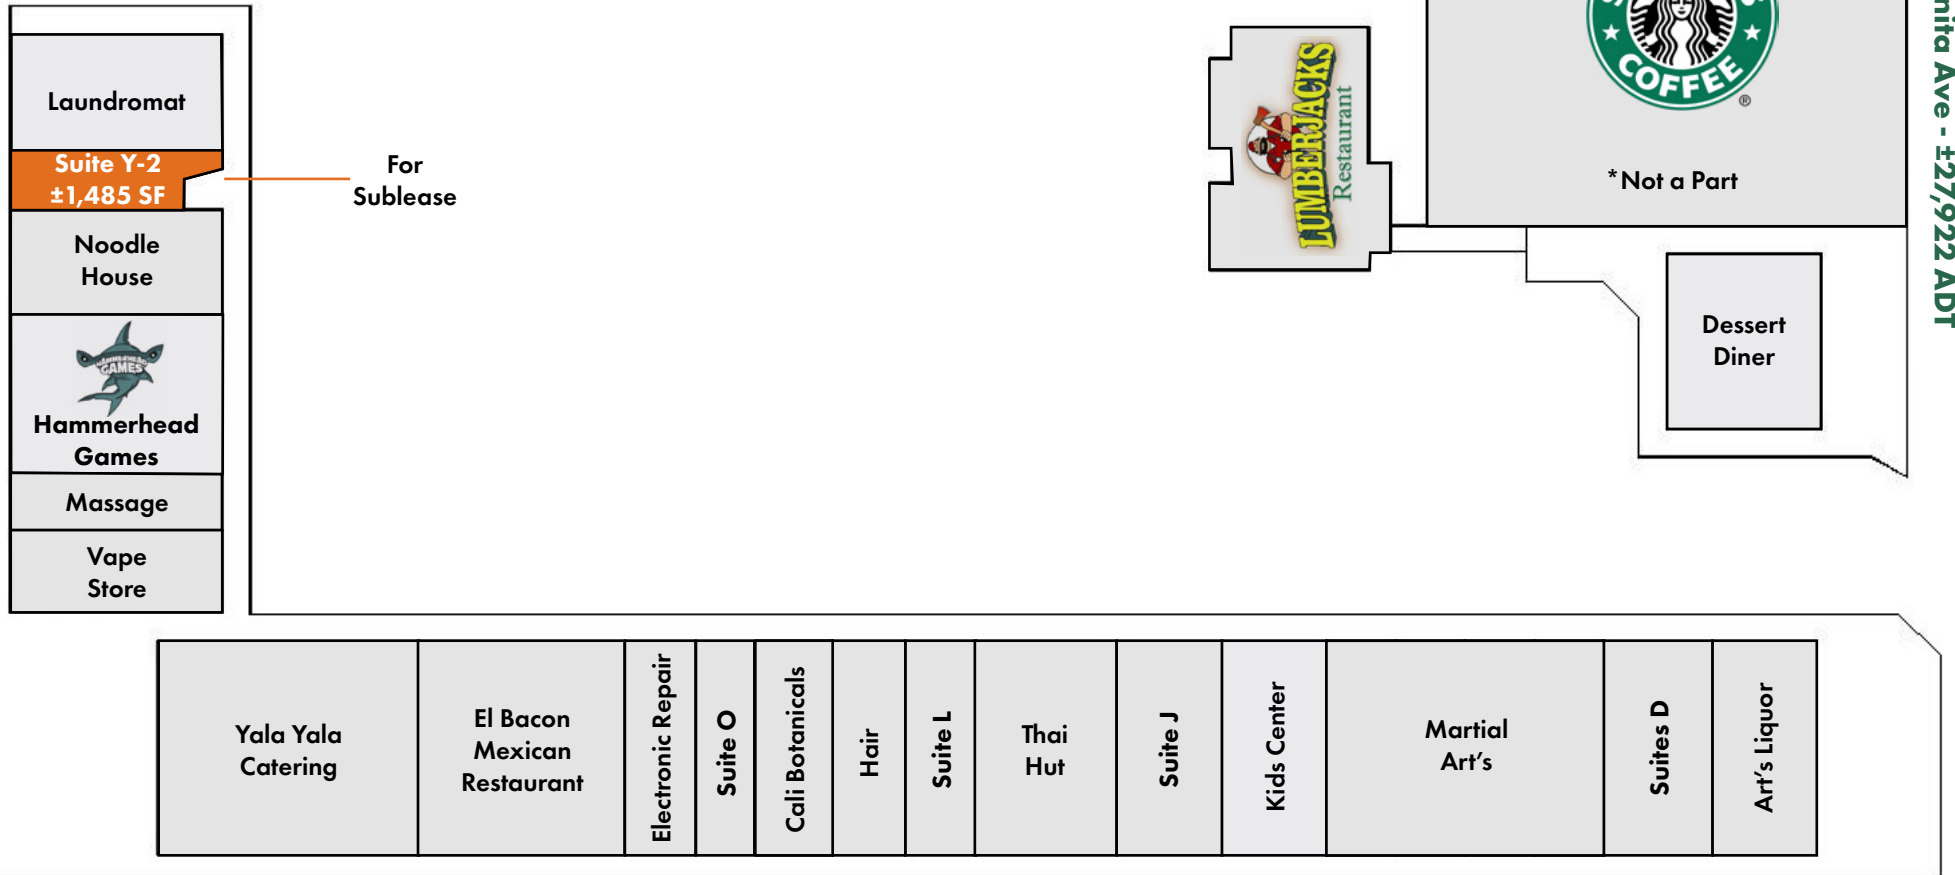 Laundromat
Suite Y-2
±1,485 SF
For
Sublease
Noodle
House
HAMMERHEAD
GAMES
Hammerhead
Games
Massage
Vape
Store
LUMBERJACKS
Restaurant
COFFEE
®
*Not a Part
Dessert
Diner
Ave - ±27,922 ADT
Yala Yala
Catering
El Bacon
Mexican
Restaurant
Electronic Repair
Suite O
Cali Botanicals
Hair
Suite L
Thai
Hut
Suite J
Kids Center
Martial
Art's
Suites D
Art's Liquor